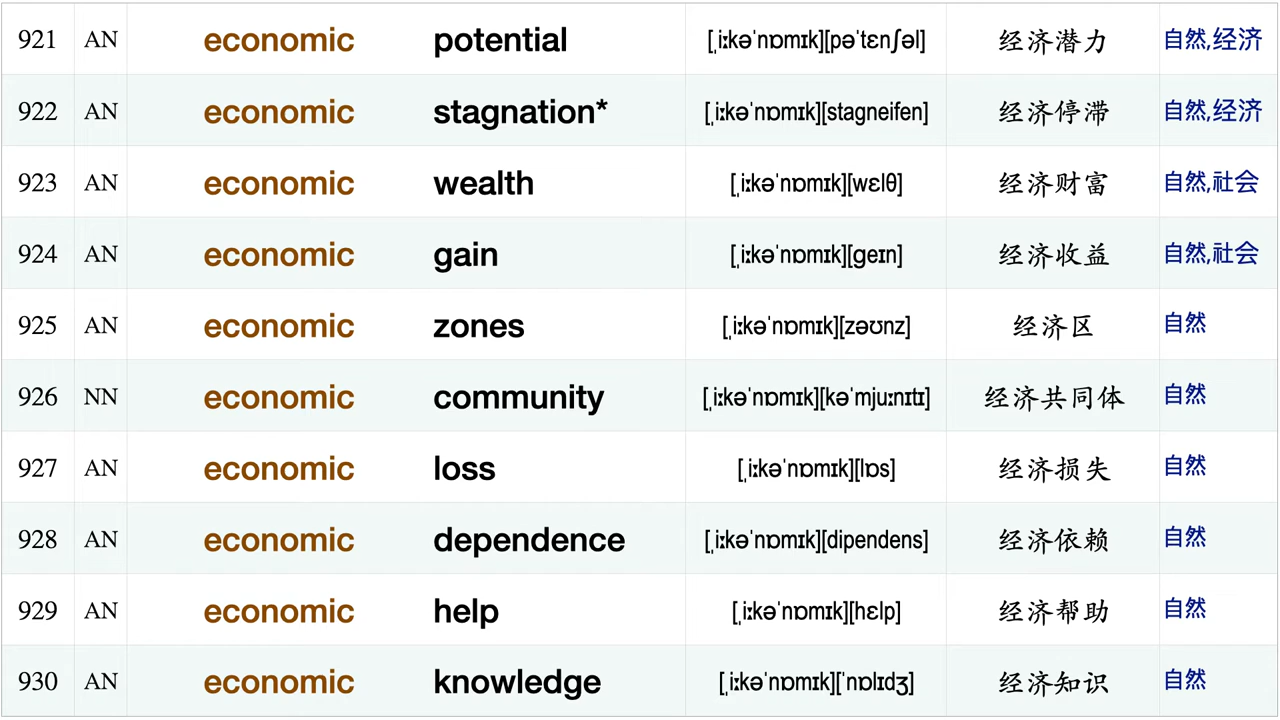 921 AN economic potential [ˌiːkəˈnɒmɪk][pəˈtɛnʃəl] 经济潜力 自然,经济
922 AN economic stagnation* [ˌiːkəˈnɒmɪk][stagneifen] 经济停滞 自然,经济
923 AN economic wealth [ˌiːkəˈnɒmɪk][wɛlθ] 经济财富 自然,社会
924 AN economic gain [ˌiːkəˈnɒmɪk][geɪn] 经济收益 自然,社会
925 AN economic zones [ˌiːkəˈnɒmɪk][zəʊnz] 经济区 自然
926 NN economic community [ˌiːkəˈnɒmɪk][kəˈmjuːnɪtɪ] 经济共同体 自然
927 AN economic loss [ˌiːkəˈnɒmɪk][lɒs] 经济损失 自然
928 AN economic dependence [ˌiːkəˈnɒmɪk][dipendens] 经济依赖 自然
929 AN economic help [ˌiːkəˈnɒmɪk][hɛlp] 经济帮助 自然
930 AN economic knowledge [ˌiːkəˈnɒmɪk][ˈnɒlɪdʒ] 经济知识 自然